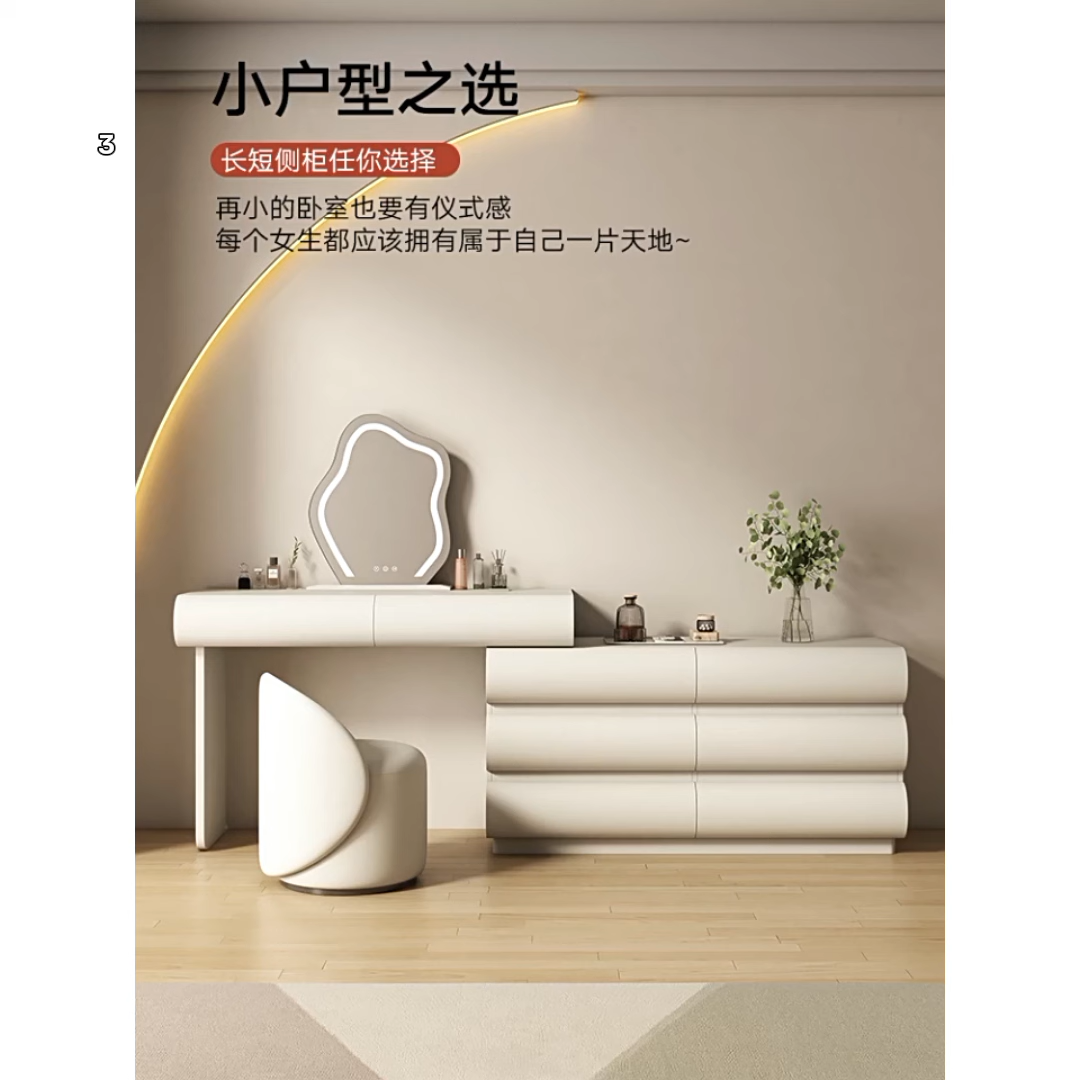 小户型之选
3
长短侧柜任你选择
再小的卧室也要有仪式感
每个女生都应该拥有属于自己一片天地~